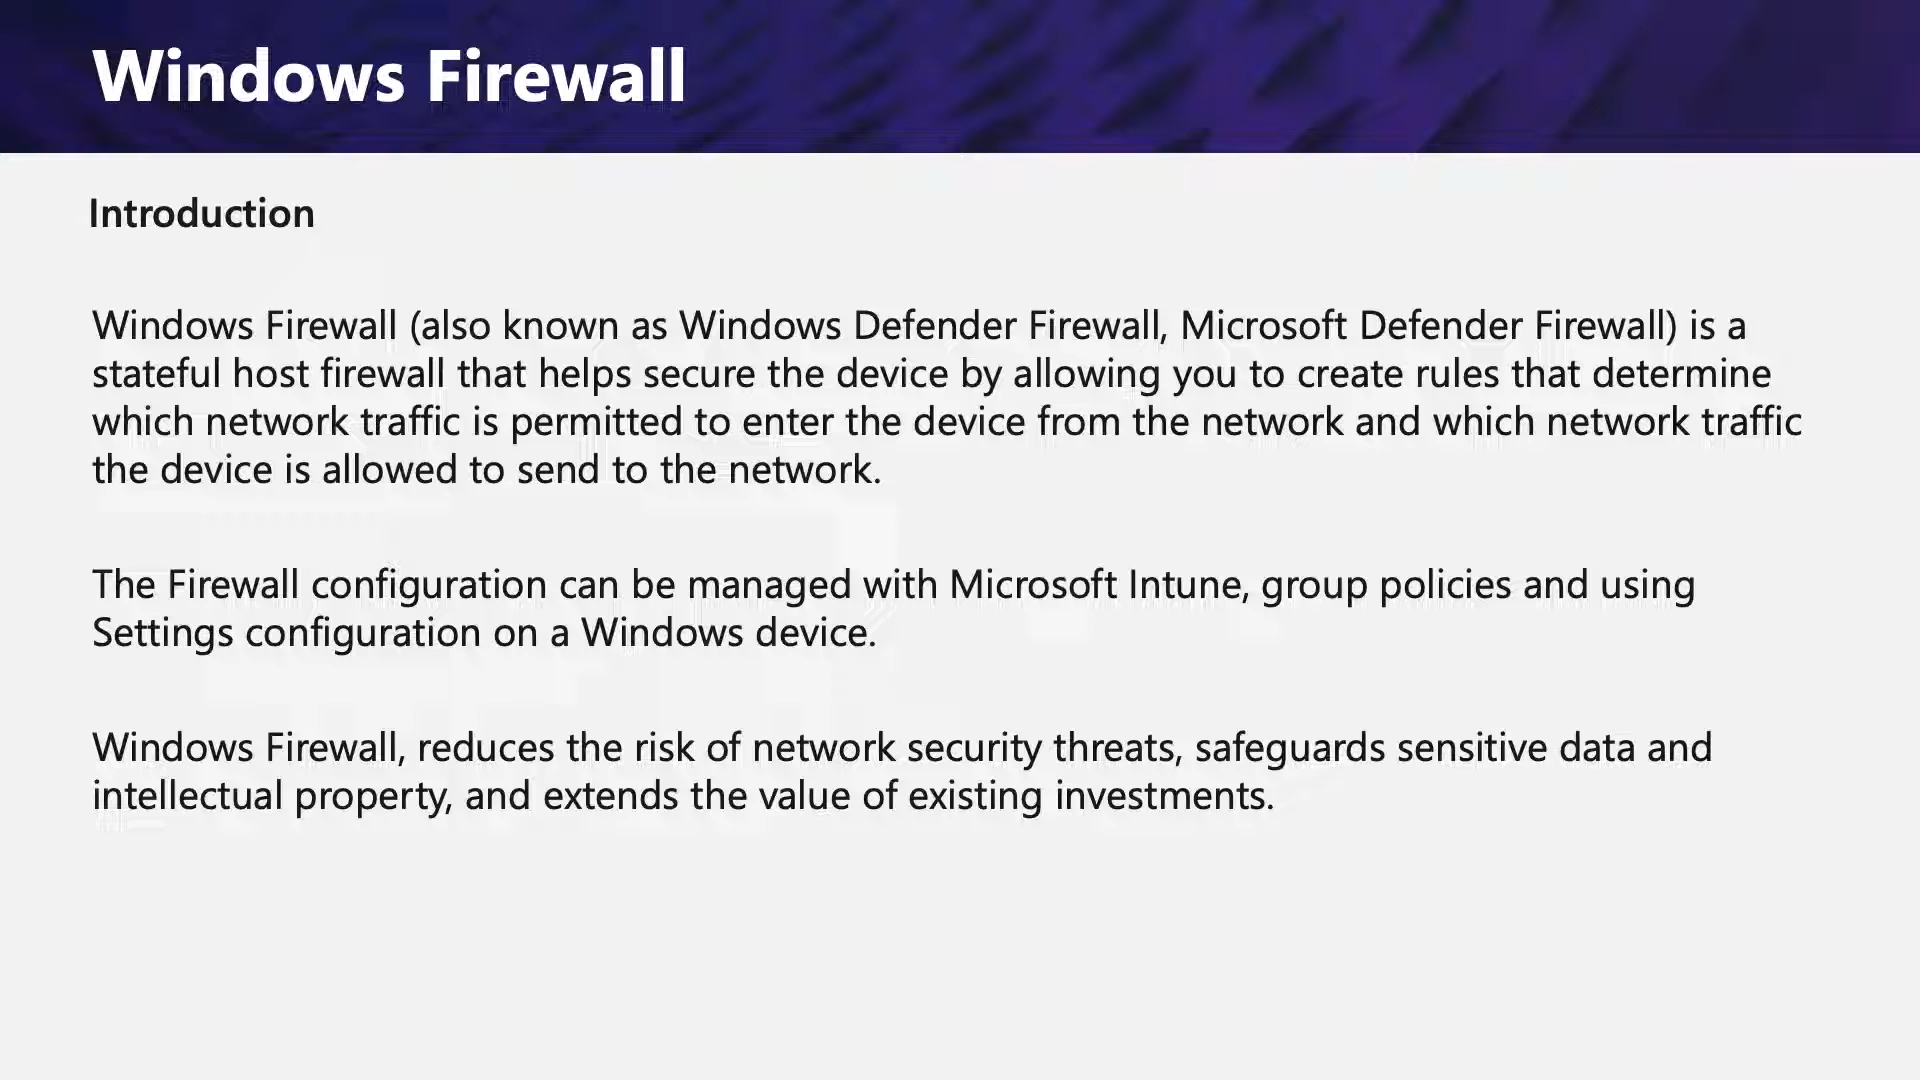 Windows Firewall
Introduction
Windows Firewall (also known as Windows Defender Firewall, Microsoft Defender Firewall) is a
stateful host firewall that helps secure the device by allowing you to create rules that determine
which network traffic is permitted to enter the device from the network and which network traffic
the device is allowed to send to the network.
The Firewall configuration can be managed with Microsoft Intune, group policies and using
Settings configuration on a Windows device.
Windows Firewall, reduces the risk of network security threats, safeguards sensitive data and
intellectual property, and extends the value of existing investments.